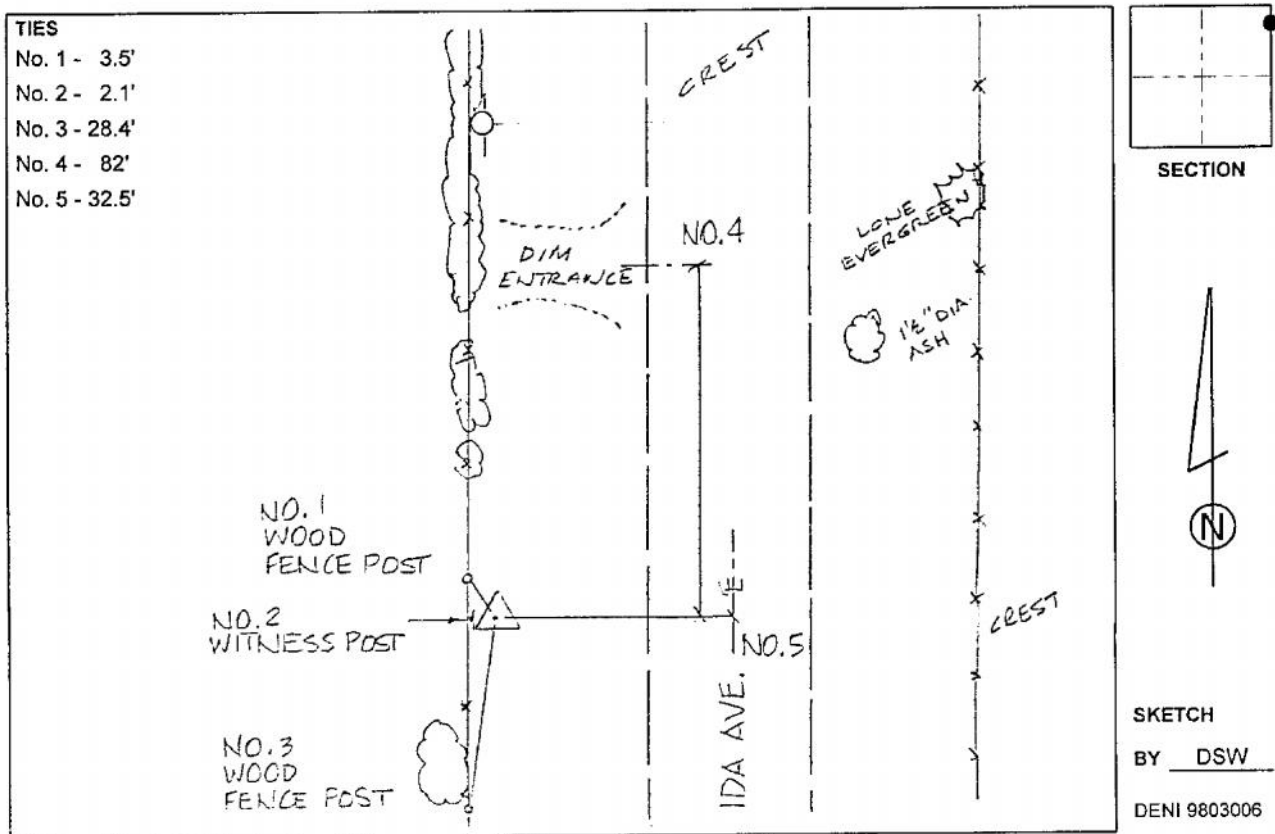 TIES
No. 1 - 3.5'
No. 2 - 2.1'
No. 3 - 28.4'
No. 4 - 82'
No. 5 - 32.5'
CREST
SECTION
LONE
EVERGREEN
NO.4
DIM
ENTRANCE
1½" DIA.
ASH
NO.1
WOOD
FENCE POST
N
NO.2
WITNESS POST
CREST
NO.5
IDA AVE.
NO.3
WOOD
FENCE POST
SKETCH
BY DSW
DENI 9803006